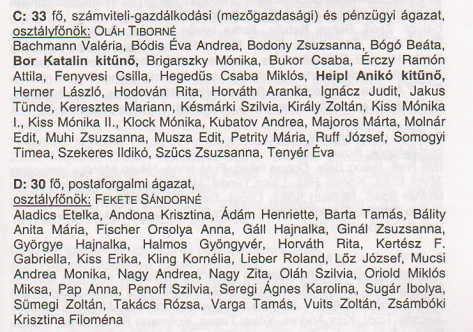 C: 33 fő, számviteli-gazdálkodási (mezőgazdasági) és pénzügyi ágazat,
osztályfőnök: OLÁH TIBORNÉ
Bachmann Valéria, Bódis Éva Andrea, Bodony Zsuzsanna, Bógó Beáta,
Bor Katalin kitűnő, Brigarszky Mónika, Bukor Csaba, Érczy Ramón
Attila, Fenyvesi Csilla, Hegedűs Csaba Miklós, Heipl Anikó kitűnő,
Herner László, Hodován Rita, Horváth Aranka, Ignácz Judit, Jakus
Tünde, Keresztes Mariann, Késmárki Szilvia, Király Zoltán, Kiss Mónika
I., Kiss Mónika II., Klock Mónika, Kubatov Andrea, Majoros Márta, Molnár
Edit, Muhi Zsuzsanna, Musza Edit, Petrity Mária, Ruff József, Somogyi
Timea, Szekeres Ildikó, Szűcs Zsuzsanna, Tenyér Éva
D: 30 fő, postaforgalmi ágazat,
osztályfőnök: FEKETE SÁNDORNÉ
Aladics Etelka, Andona Krisztina, Ádám Henriette, Barta Tamás, Bálity
Anita Mária, Fischer Orsolya Anna, Gáll Hajnalka, Ginál Zsuzsanna,
Györgye Hajnalka, Halmos Gyöngyvér, Horváth Rita, Kertész F.
Gabriella, Kiss Erika, Kling Kornélia, Lieber Roland, Lőz József, Mucsi
Andrea Monika, Nagy Andrea, Nagy Zita, Oláh Szilvia, Oriold Miklós
Miksa, Pap Anna, Penoff Szilvia, Seregi Ágnes Karolina, Sugár Ibolya,
Sümegi Zoltán, Takács Rózsa, Varga Tamás, Vuits Zoltán, Zsámbóki
Krisztina Filoména